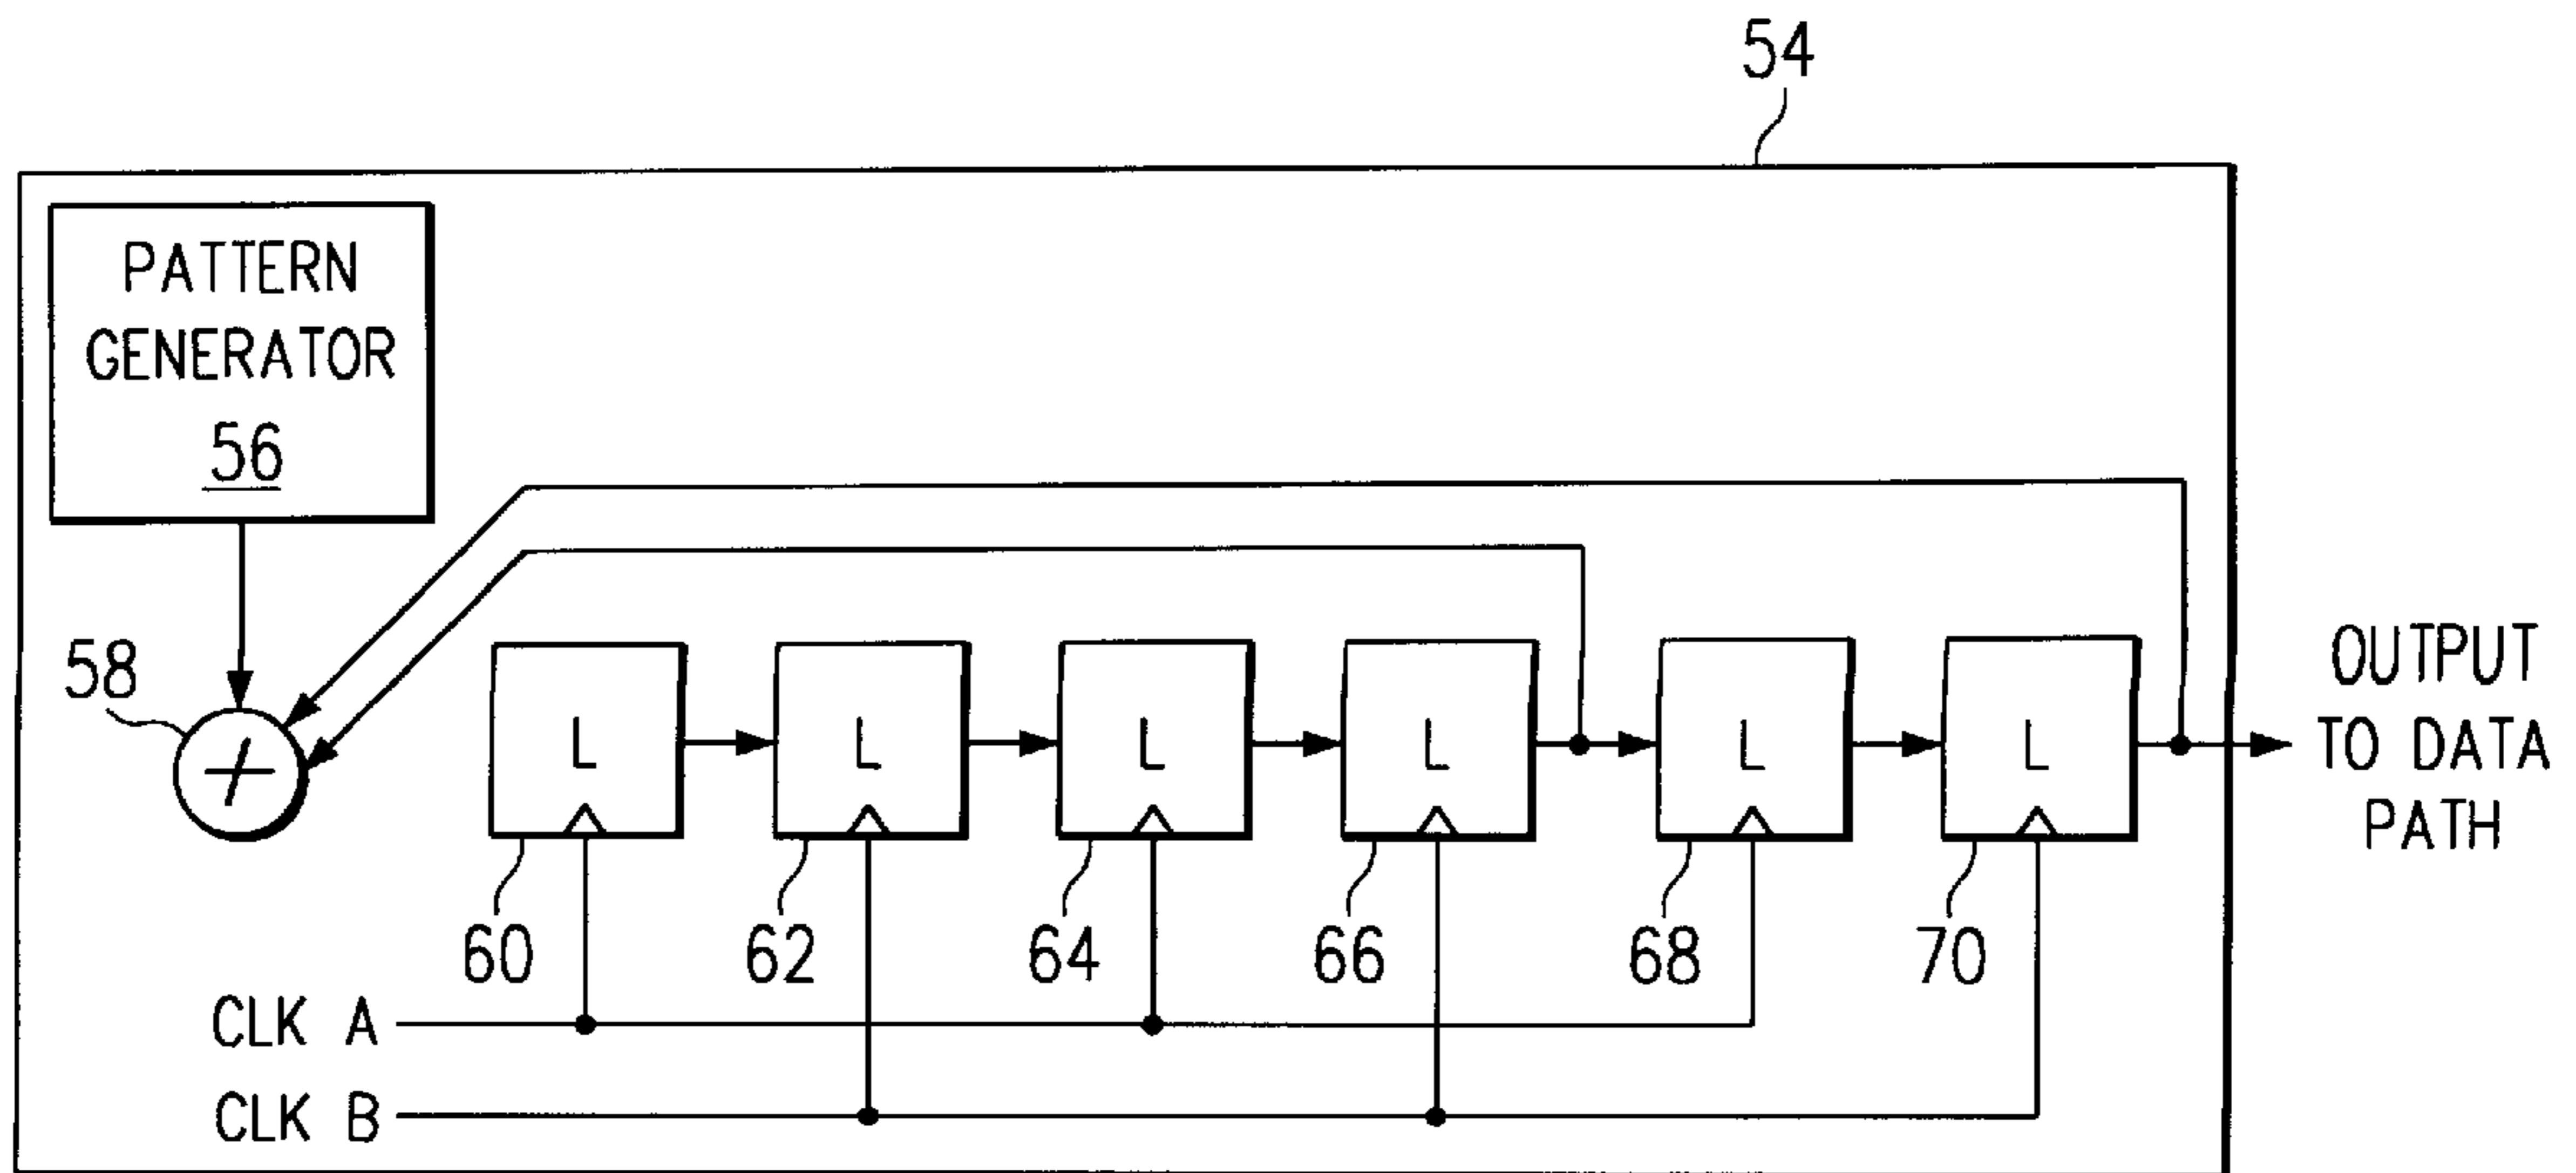 54
PATTERN
GENERATOR
56
58
L L L L L L
OUTPUT
TO DATA
PATH
60 62 64 66 68 70
CLK A
CLK B